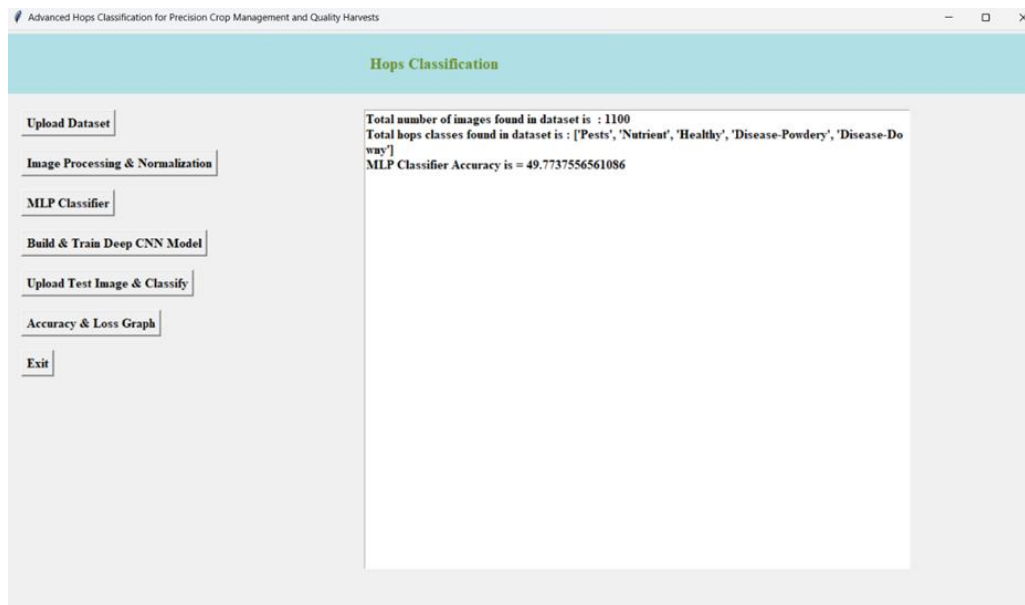 Advanced Hops Classification for Precision Crop Management and Quality Harvests
Hops Classification
Upload Dataset
Image Processing & Normalization
MLP Classifier
Build & Train Deep CNN Model
Upload Test Image & Classify
Accuracy & Loss Graph
Exit
Total number of images found in dataset is : 1100
Total hops classes found in dataset is : ['Pests', 'Nutrient', 'Healthy', 'Disease-Powdery', 'Disease-Do
wny']
MLP Classifier Accuracy is = 49.7737556561086